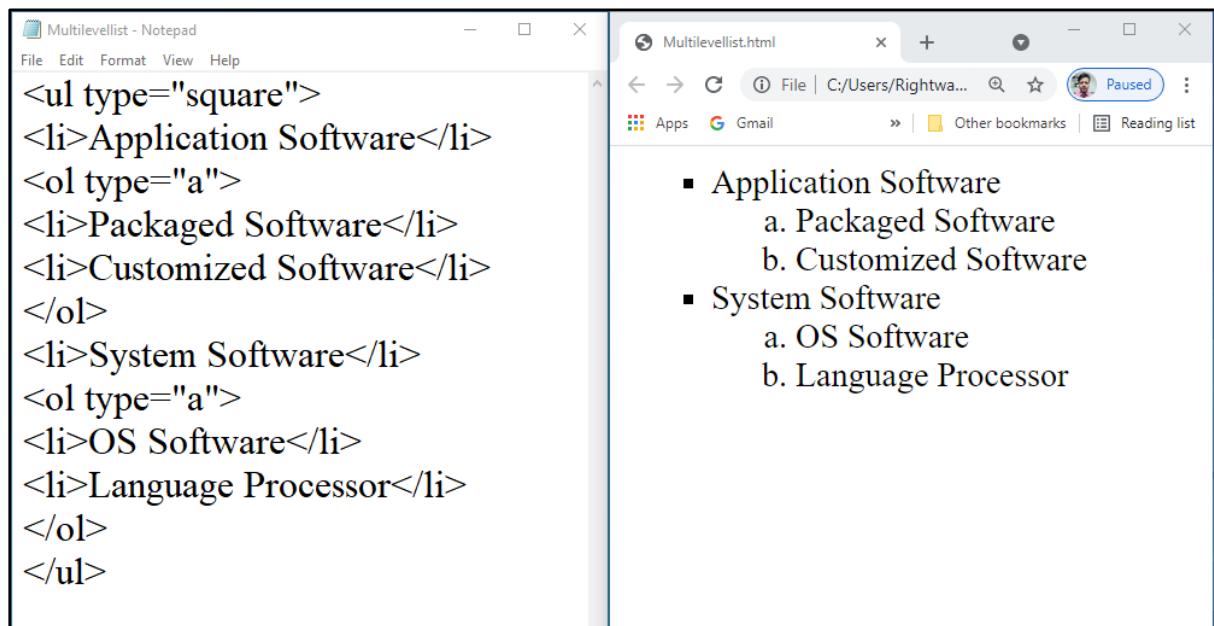 Multilevellist - Notepad
File Edit Format View Help
<ul type="square">
<li>Application Software</li>
<ol type="a">
<li>Packaged Software</li>
<li>Customized Software</li>
</ol>
<li>System Software</li>
<ol type="a">
<li>OS Software</li>
<li>Language Processor</li>
</ol>
</ul>
Multilevellist.html
File C:/Users/Rightwa... Paused
Apps G Gmail » Other bookmarks Reading list
Application Software
a. Packaged Software
b. Customized Software
System Software
a. OS Software
b. Language Processor